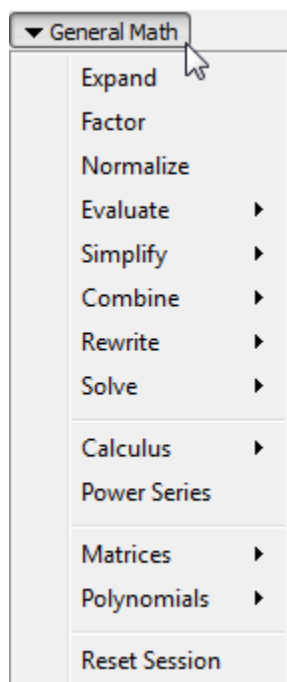 General Math
Expand
Factor
Normalize
Evaluate
Simplify
Combine
Rewrite
Solve
Calculus
Power Series
Matrices
Polynomials
Reset Session